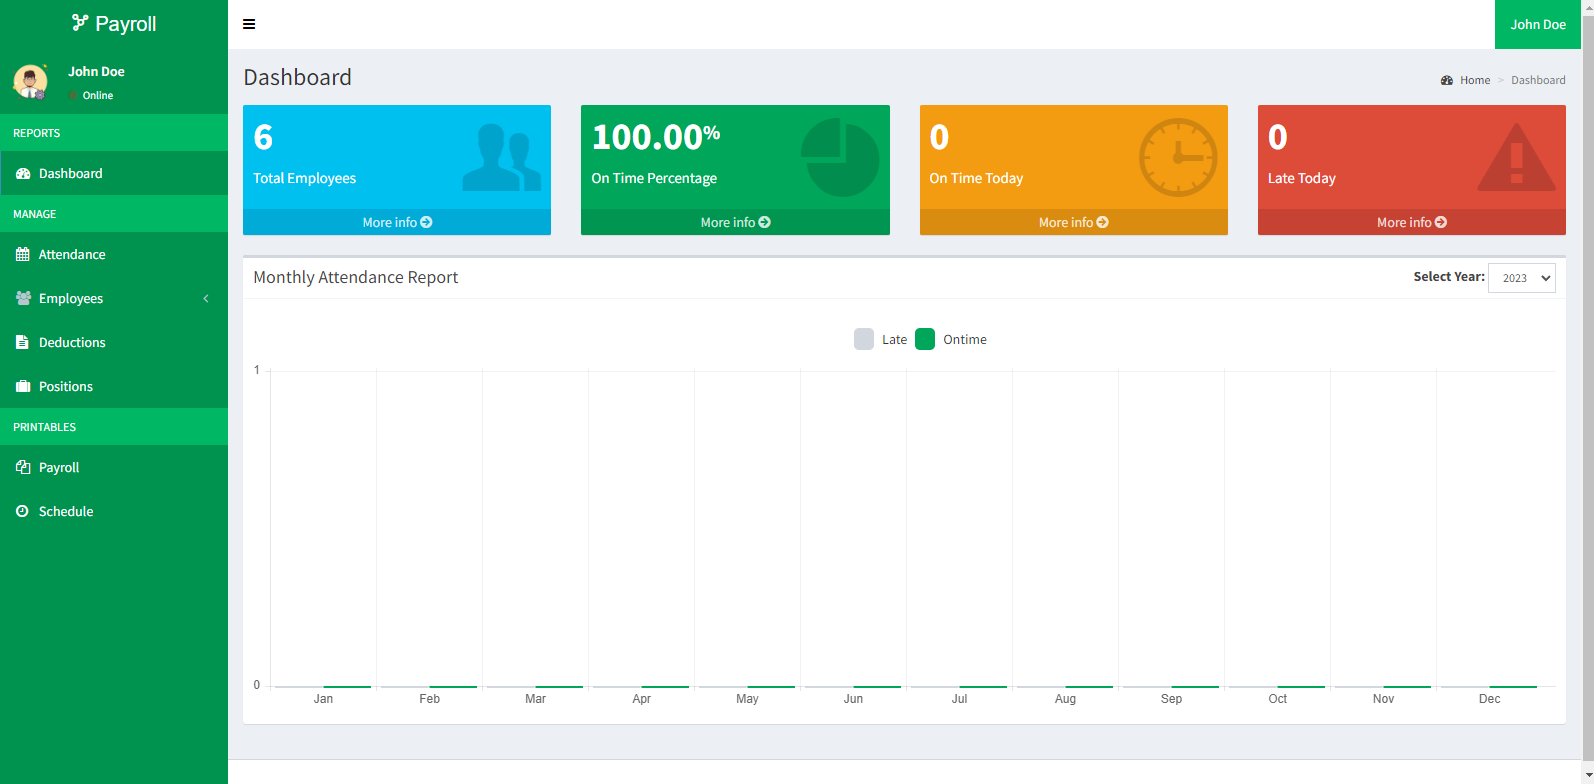 Payroll
John Doe
John Doe
Online
REPORTS
Dashboard
MANAGE
Attendance
Employees
Deductions
Positions
PRINTABLES
Payroll
Schedule
Dashboard
Home > Dashboard
6
Total Employees
More info
100.00%
On Time Percentage
More info
0
On Time Today
More info
0
Late Today
More info
Monthly Attendance Report
Select Year: 2023
Late Ontime
1
0
Jan Feb Mar Apr May Jun Jul Aug Sep Oct Nov Dec